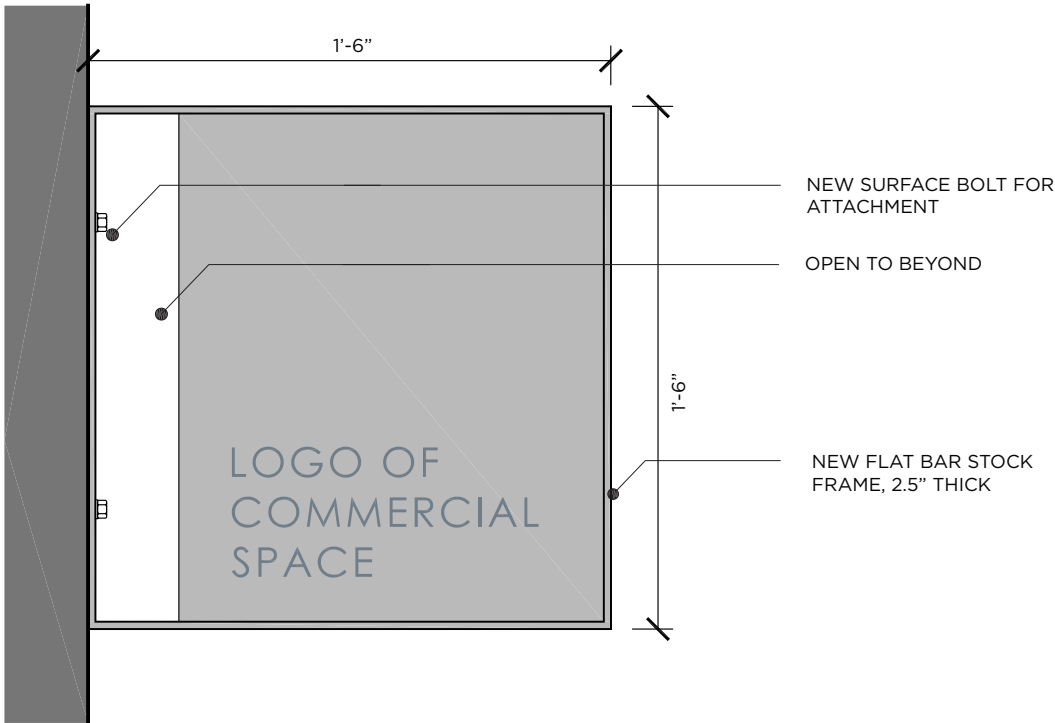 1'-6”
NEW SURFACE BOLT FOR
ATTACHMENT
OPEN TO BEYOND
1'-6”
NEW FLAT BAR STOCK
FRAME, 2.5” THICK
LOGO OF
COMMERCIAL
SPACE